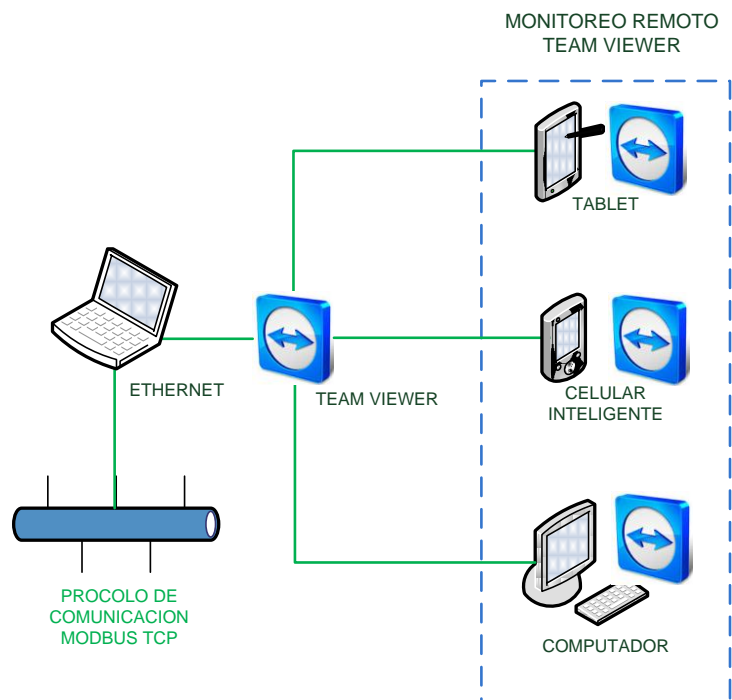 MONITOREO REMOTO
TEAM VIEWER
TABLET
ETHERNET
TEAM VIEWER
CELULAR
INTELIGENTE
PROCOLO DE
COMUNICACION
MODBUS TCP
COMPUTADOR